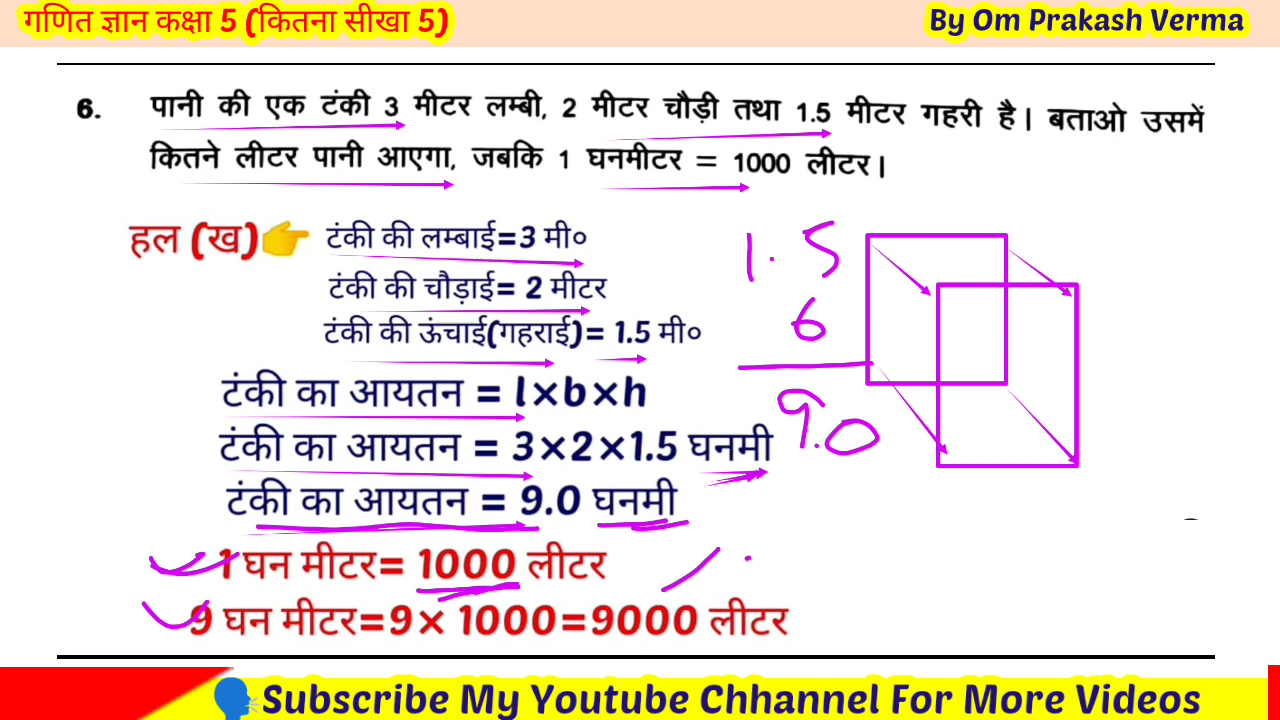 गणित ज्ञान कक्षा 5 (कितना सीखा 5)
By Om Prakash Verma
6. पानी की एक टंकी 3 मीटर लम्बी, 2 मीटर चौड़ी तथा 1.5 मीटर गहरी है। बताओ उसमें
कितने लीटर पानी आएगा, जबकि 1 घनमीटर = 1000 लीटर।
हल (ख)👉 टंकी की लम्बाई=3 मी०
टंकी की चौड़ाई= 2 मीटर
टंकी की ऊंचाई(गहराई)= 1.5 मी०
टंकी का आयतन = l×b×h
टंकी का आयतन = 3×2×1.5 घनमी
टंकी का आयतन = 9.0 घनमी
1 घन मीटर= 1000 लीटर
9 घन मीटर=9× 1000=9000 लीटर
1.5
6
9.0
Subscribe My Youtube Chhannel For More Videos